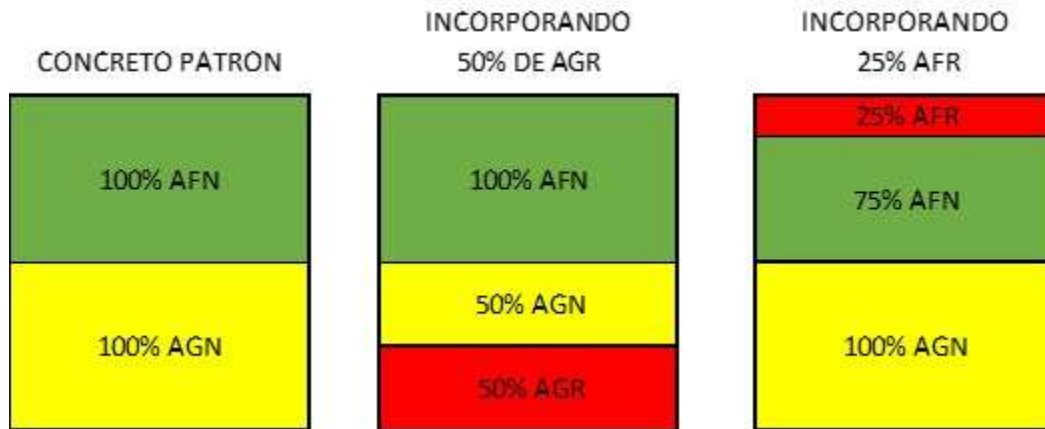 CONCRETO PATRÓN
100% AFN
100% AGN
INCORPORANDO
50% DE AGR
100% AFN
50% AGN
50% AGR
INCORPORANDO
25% AFR
25% AFR
75% AFN
100% AGN